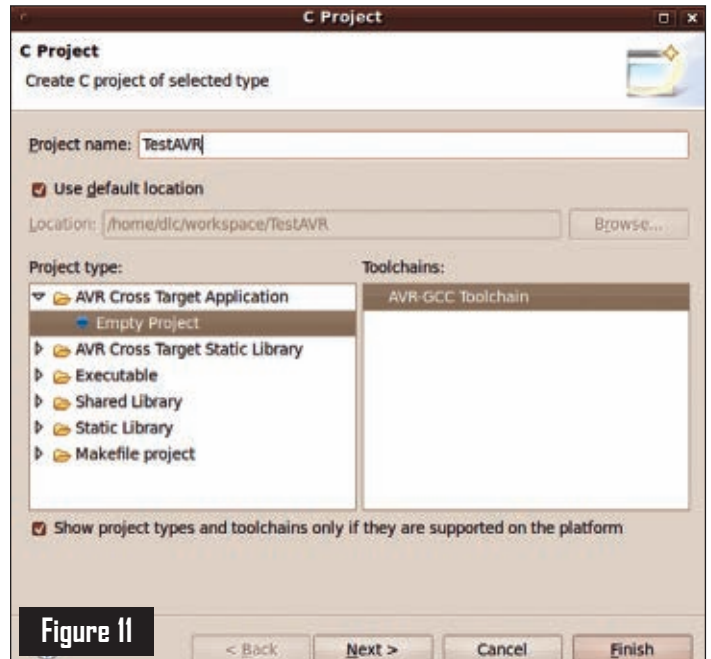 C Project
C Project
Create C project of selected type
Project name: TestAVR
Use default location
Location: /home/dlc/workspace/TestAVR
Browse...
Project type:
Toolchains:
AVR Cross Target Application
AVR-GCC Toolchain
Empty Project
AVR Cross Target Static Library
Executable
Shared Library
Static Library
Makefile project
Show project types and toolchains only if they are supported on the platform
Figure 11
< Back
Next >
Cancel
Finish